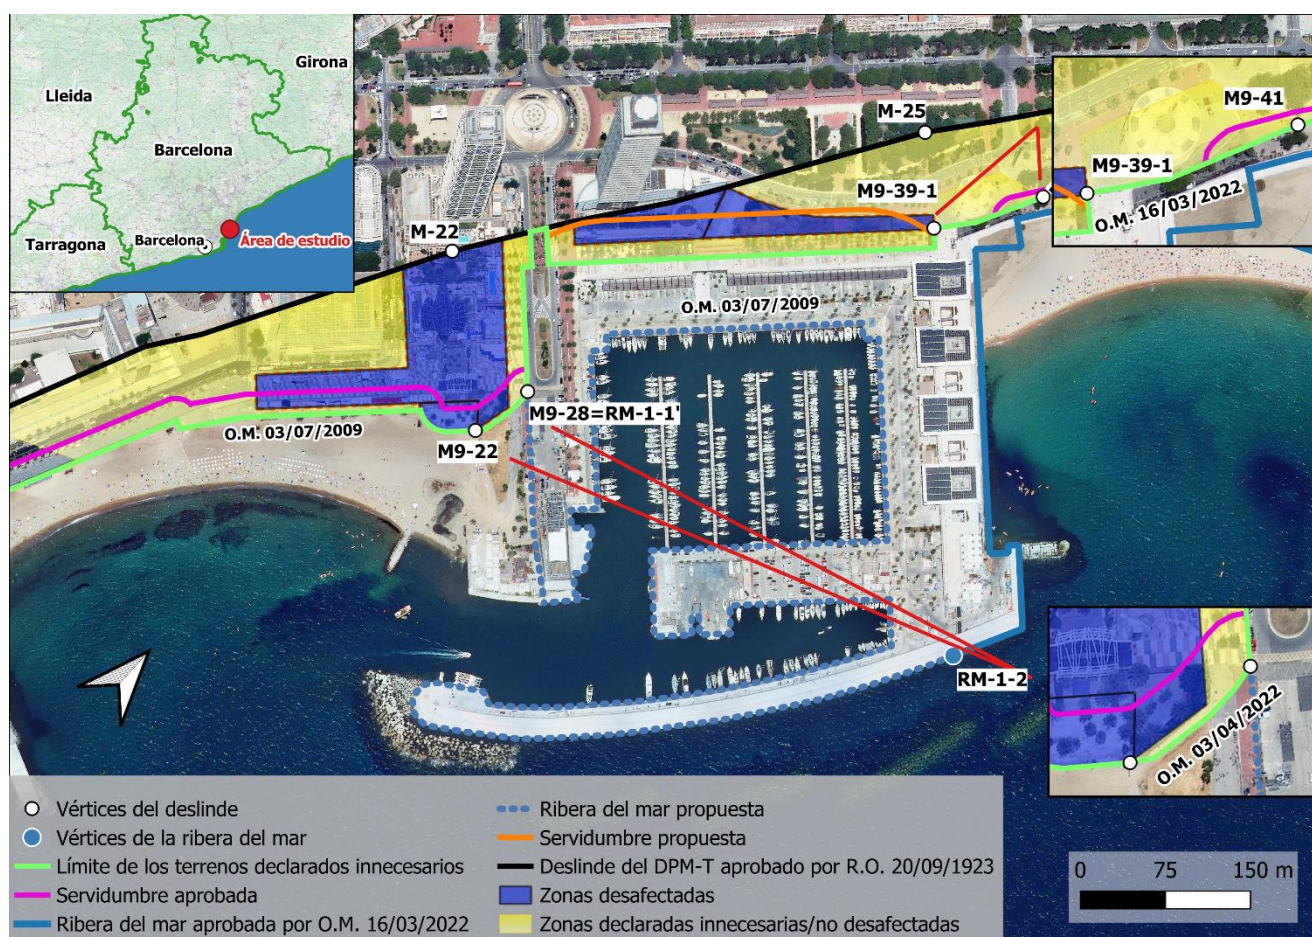 Girona
Lleida
Barcelona
Tarragona
Barcelona
Área de estudio
M-25
M9-39-1
M-22
M9-41
M9-39-1
O.M. 16/03/2022
O.M. 03/07/2009
M9-28=RM-1-1'
O.M. 03/07/2009
M9-22
RM-1-2
O.M. 03/04/2022
Vértices del deslinde
Vértices de la ribera del mar
Límite de los terrenos declarados innecesarios
Servidumbre aprobada
Ribera del mar aprobada por O.M. 16/03/2022
Ribera del mar propuesta
Servidumbre propuesta
Deslinde del DPM-T aprobado por R.O. 20/09/1923
Zonas desafectadas
Zonas declaradas innecesarias/no desafectadas
0 75 150 m